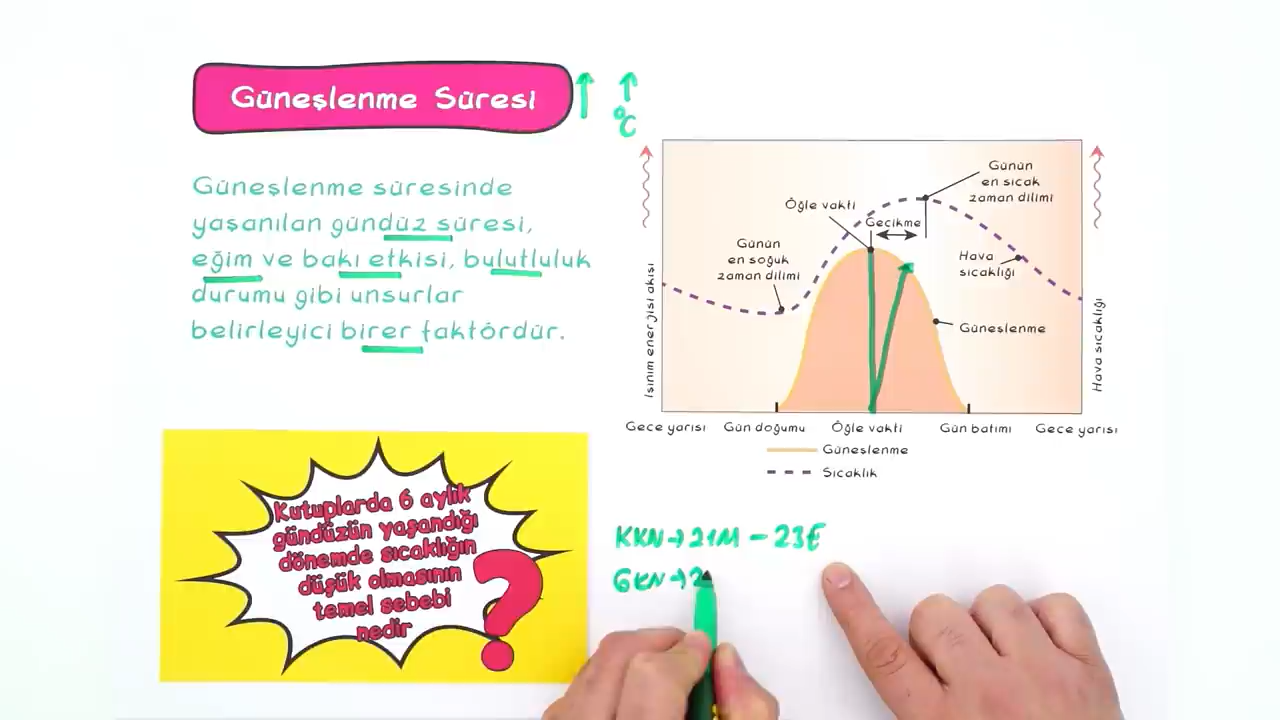 Güneşlenme Süresi
°C
Güneşlenme süresinde
yaşanılan gündüz süresi,
eğim ve bakı etkisi, bulutluluk
durumu gibi unsurlar
belirleyici birer faktördür.
Günün
en sıcak
zaman dilimi
Öğle vakti
Gecikme
Günün
en soğuk
zaman dilimi
Hava
sıcaklığı
Güneşlenme
Isınım enerjisi akısı
Hava sıcaklığı
Gece yarısı Gün doğumu Öğle vakti Gün batımı Gece yarısı
Güneşlenme
Sıcaklık
Kutuplarda 6 aylık
gündüzün yaşandığı
dönemde sıcaklığın
düşük olmasının
temel sebebi
nedir
?
KKN→21M - 23E
GKN→2